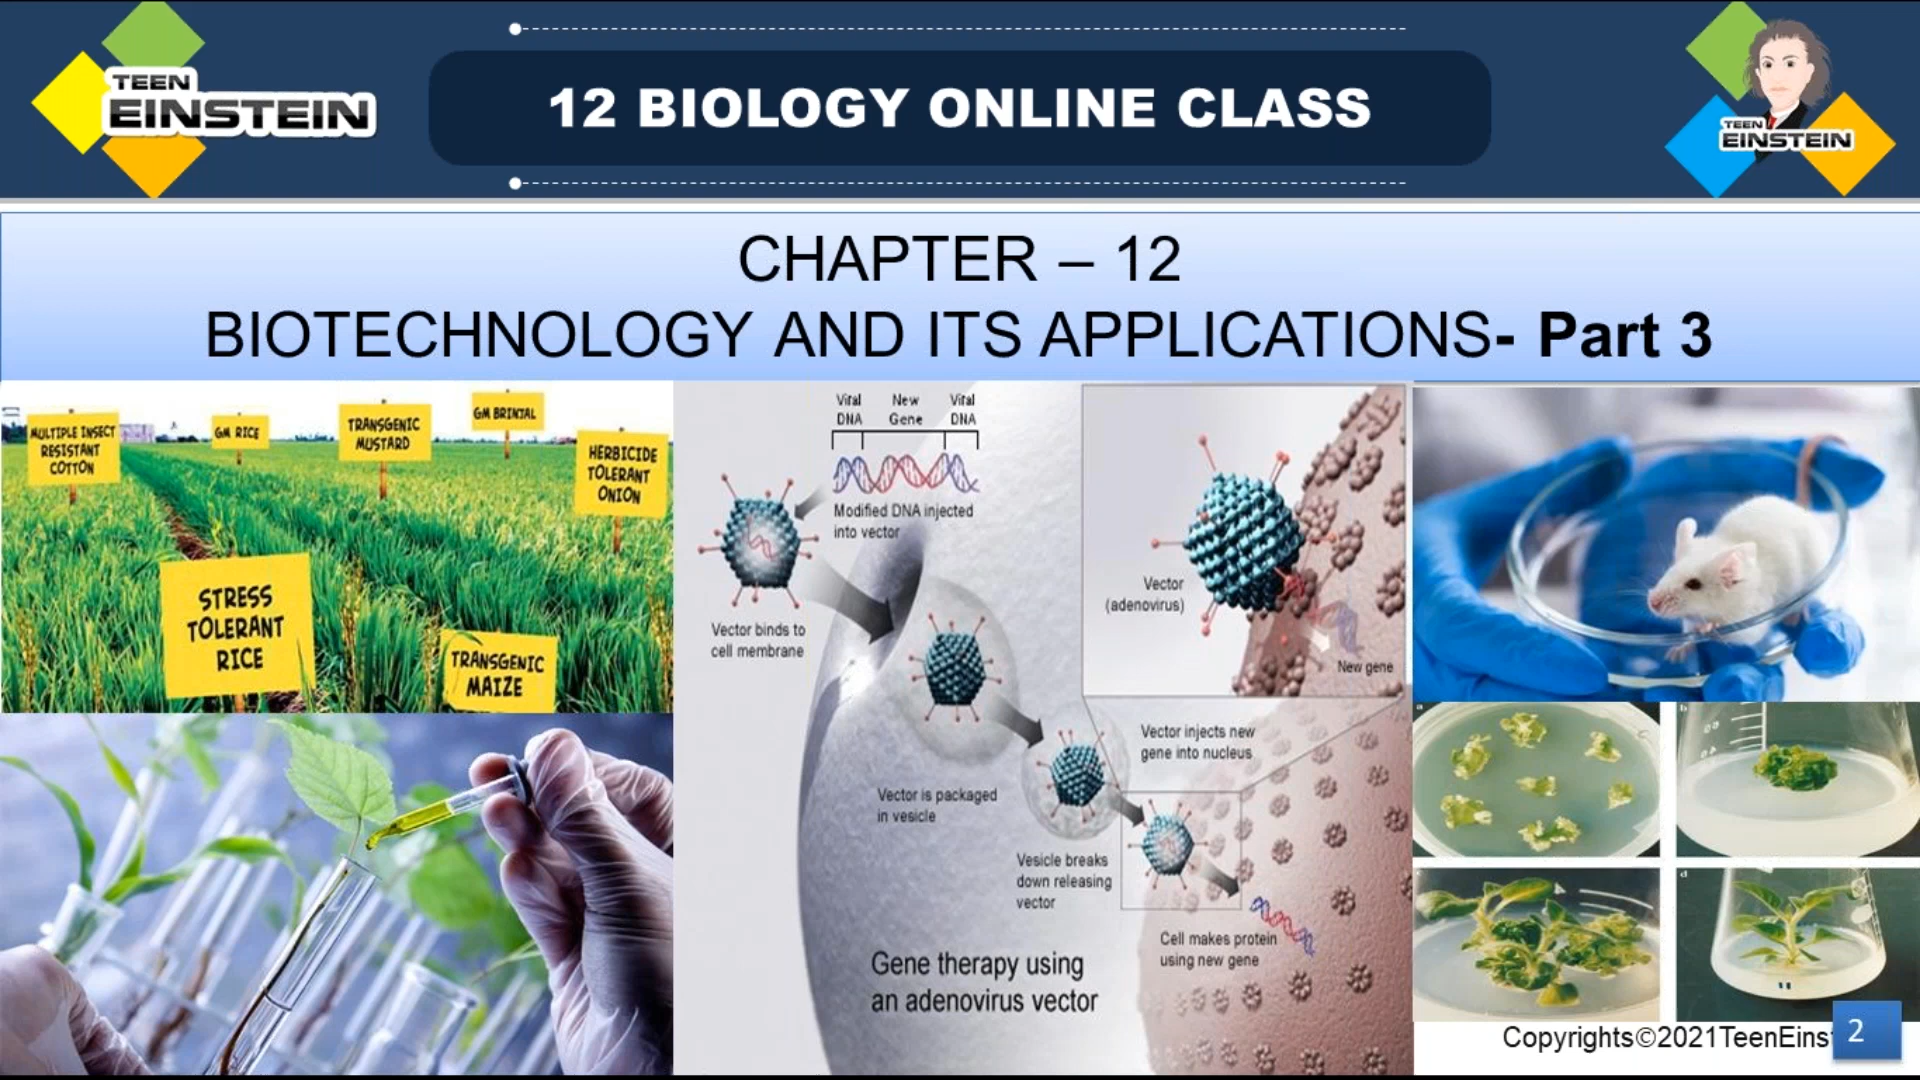 TEEN
EINSTEIN
12 BIOLOGY ONLINE CLASS
TEEN
EINSTEIN
CHAPTER – 12
BIOTECHNOLOGY AND ITS APPLICATIONS- Part 3
MULTIPLE INSECT
RESISTANT
COTTON
GM RICE
TRANSGENIC
MUSTARD
GM BRINJAL
HERBICIDE
TOLERANT
ONION
STRESS
TOLERANT
RICE
TRANSGENIC
MAIZE
Viral DNA
New Gene
Viral DNA
Modified DNA injected
into vector
Vector binds to
cell membrane
Vector
(adenovirus)
New gene
Vector injects new
gene into nucleus
Vector is packaged
in vesicle
Vesicle breaks
down releasing
vector
Cell makes protein
using new gene
Gene therapy using
an adenovirus vector
a
b
d
Copyrights©2021TeenEinst
2